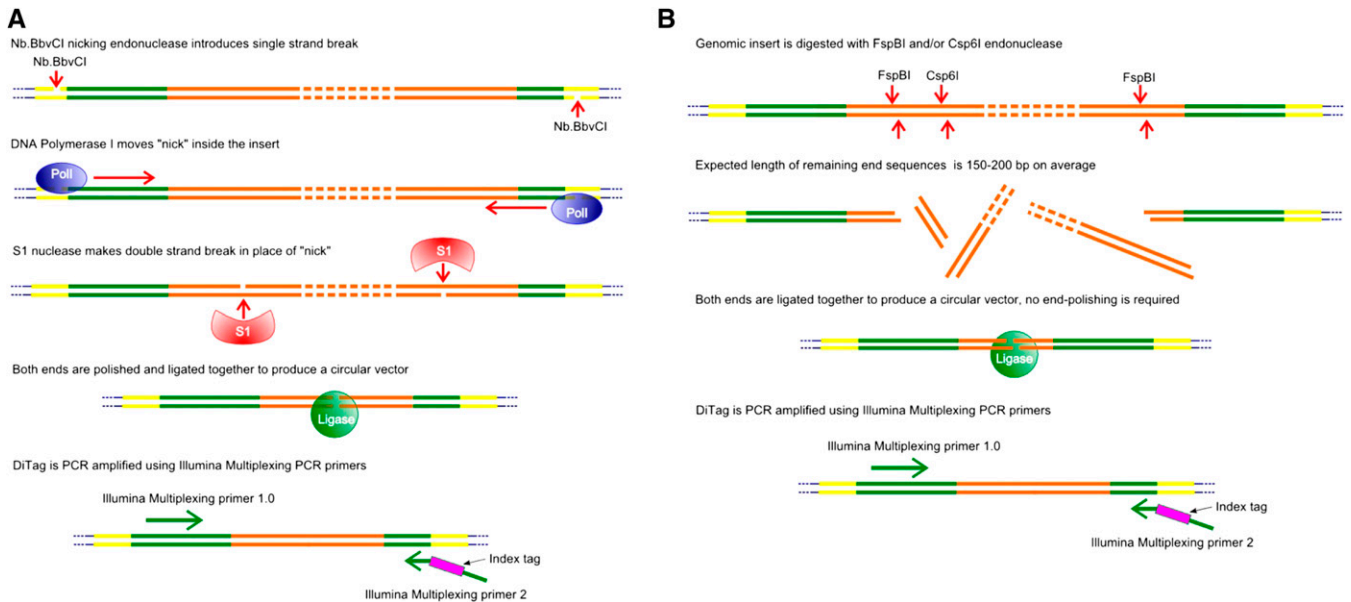 A
Nb.BbvCI nicking endonuclease introduces single strand break
Nb.BbvCI
Nb.BbvCI
DNA Polymerase I moves "nick" inside the insert
PolI
PolI
S1 nuclease makes double strand break in place of "nick"
S1
S1
Both ends are polished and ligated together to produce a circular vector
Ligase
DiTag is PCR amplified using Illumina Multiplexing PCR primers
Illumina Multiplexing primer 1.0
Index tag
Illumina Multiplexing primer 2
B
Genomic insert is digested with FspBI and/or Csp6I endonuclease
FspBI Csp6I FspBI
Expected length of remaining end sequences is 150-200 bp on average
Both ends are ligated together to produce a circular vector, no end-polishing is required
Ligase
DiTag is PCR amplified using Illumina Multiplexing PCR primers
Illumina Multiplexing primer 1.0
Index tag
Illumina Multiplexing primer 2